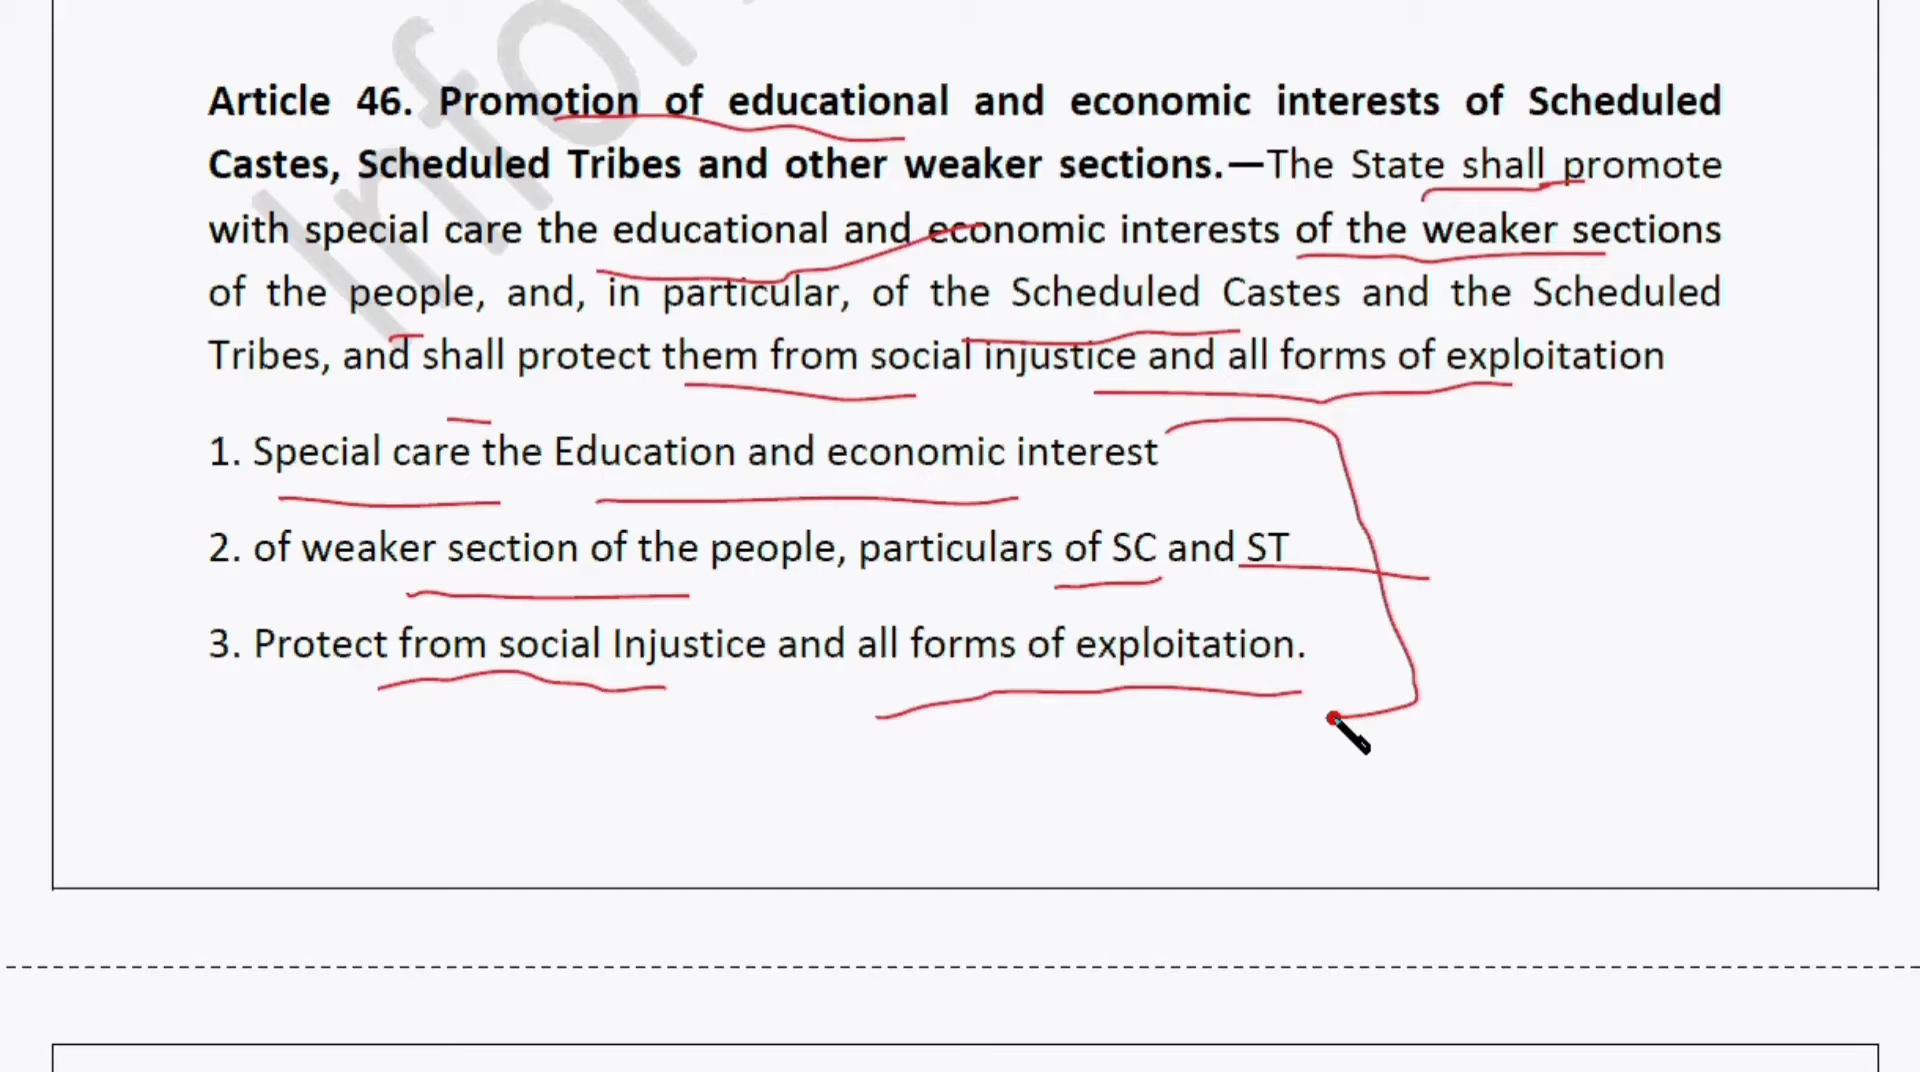 Article 46. Promotion of educational and economic interests of Scheduled
Castes, Scheduled Tribes and other weaker sections.—The State shall promote
with special care the educational and economic interests of the weaker sections
of the people, and, in particular, of the Scheduled Castes and the Scheduled
Tribes, and shall protect them from social injustice and all forms of exploitation
1. Special care the Education and economic interest
2. of weaker section of the people, particulars of SC and ST
3. Protect from social Injustice and all forms of exploitation.